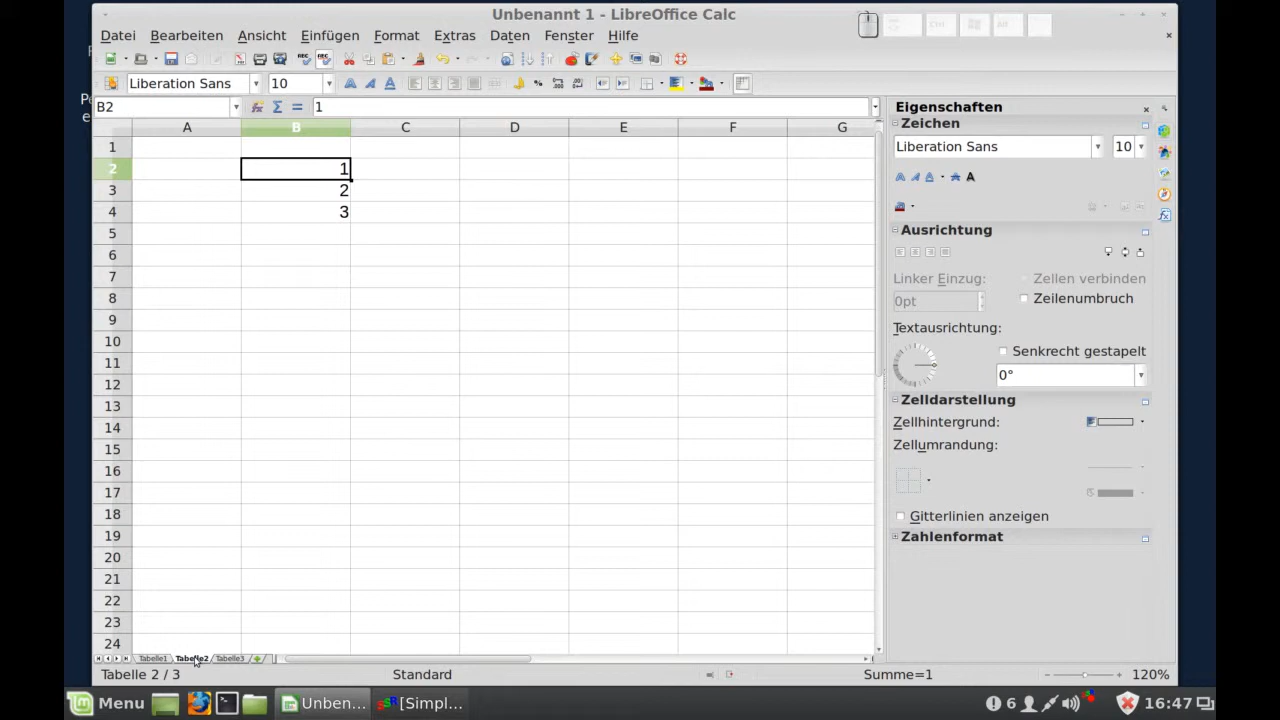 Unbenannt 1 - LibreOffice Calc
Ctrl
Alt
Datei Bearbeiten Ansicht Einfügen Format Extras Daten Fenster Hilfe
Liberation Sans 10
B2 1
A B C D E F G
1
2 1
3 2
4 3
5
6
7
8
9
10
11
12
13
14
15
16
17
18
19
20
21
22
23
24
Eigenschaften
Zeichen
Liberation Sans 10
Ausrichtung
Linker Einzug: Zellen verbinden
0pt Zeilenumbruch
Textausrichtung:
Senkrecht gestapelt
0°
Zelldarstellung
Zellhintergrund:
Zellumrandung:
Gitterlinien anzeigen
Zahlenformat
Tabelle1 Tabelle2 Tabelle3
Tabelle 2 / 3 Standard Summe=1 120%
Menu Unben... [Simpl... 6 16:47